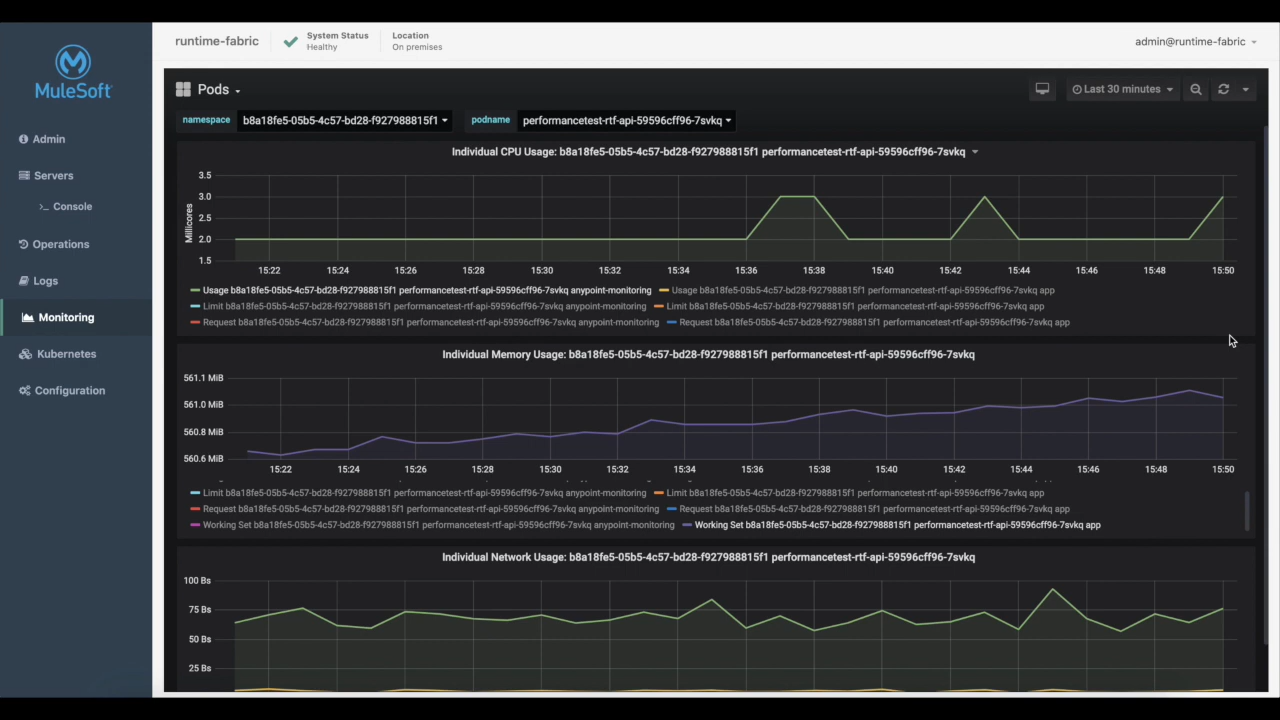 runtime-fabric
System Status
Healthy
Location
On premises
admin@runtime-fabric
MuleSoft
Admin
Servers
>_ Console
Operations
Logs
Monitoring
Kubernetes
Configuration
Pods
Last 30 minutes
namespace b8a18fe5-05b5-4c57-bd28-f927988815f1 podname performancetest-rtf-api-59596cff96-7svkq
Individual CPU Usage: b8a18fe5-05b5-4c57-bd28-f927988815f1 performancetest-rtf-api-59596cff96-7svkq
Millicores
3.5
3.0
2.5
2.0
1.5
15:22 15:24 15:26 15:28 15:30 15:32 15:34 15:36 15:38 15:40 15:42 15:44 15:46 15:48 15:50
Usage b8a18fe5-05b5-4c57-bd28-f927988815f1 performancetest-rtf-api-59596cff96-7svkq anypoint-monitoring Usage b8a18fe5-05b5-4c57-bd28-f927988815f1 performancetest-rtf-api-59596cff96-7svkq app
Limit b8a18fe5-05b5-4c57-bd28-f927988815f1 performancetest-rtf-api-59596cff96-7svkq anypoint-monitoring Limit b8a18fe5-05b5-4c57-bd28-f927988815f1 performancetest-rtf-api-59596cff96-7svkq app
Request b8a18fe5-05b5-4c57-bd28-f927988815f1 performancetest-rtf-api-59596cff96-7svkq anypoint-monitoring Request b8a18fe5-05b5-4c57-bd28-f927988815f1 performancetest-rtf-api-59596cff96-7svkq app
Individual Memory Usage: b8a18fe5-05b5-4c57-bd28-f927988815f1 performancetest-rtf-api-59596cff96-7svkq
561.1 MiB
561.0 MiB
560.8 MiB
560.6 MiB
15:22 15:24 15:26 15:28 15:30 15:32 15:34 15:36 15:38 15:40 15:42 15:44 15:46 15:48 15:50
Limit b8a18fe5-05b5-4c57-bd28-f927988815f1 performancetest-rtf-api-59596cff96-7svkq anypoint-monitoring Limit b8a18fe5-05b5-4c57-bd28-f927988815f1 performancetest-rtf-api-59596cff96-7svkq app
Request b8a18fe5-05b5-4c57-bd28-f927988815f1 performancetest-rtf-api-59596cff96-7svkq anypoint-monitoring Request b8a18fe5-05b5-4c57-bd28-f927988815f1 performancetest-rtf-api-59596cff96-7svkq app
Working Set b8a18fe5-05b5-4c57-bd28-f927988815f1 performancetest-rtf-api-59596cff96-7svkq anypoint-monitoring Working Set b8a18fe5-05b5-4c57-bd28-f927988815f1 performancetest-rtf-api-59596cff96-7svkq app
Individual Network Usage: b8a18fe5-05b5-4c57-bd28-f927988815f1 performancetest-rtf-api-59596cff96-7svkq
100 Bs
75 Bs
50 Bs
25 Bs